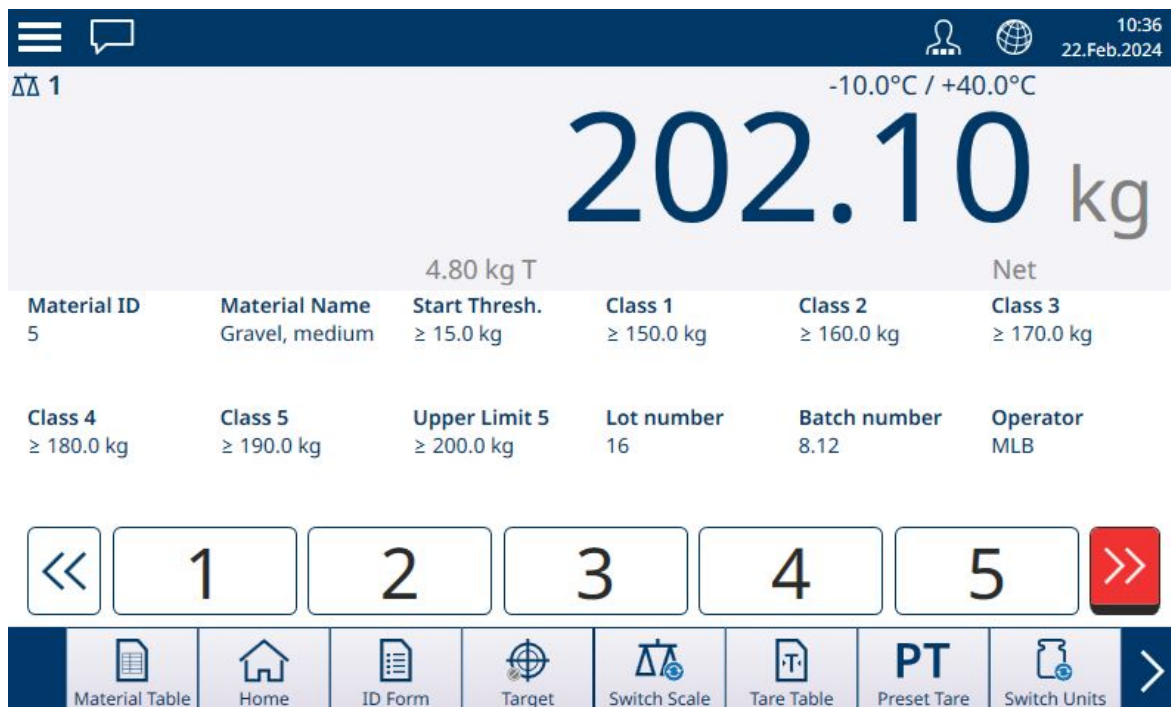 10:36
22.Feb.2024
1
-10.0°C / +40.0°C
202.10 kg
4.80 kg T Net
Material ID Material Name Start Thresh. Class 1 Class 2 Class 3
5 Gravel, medium ≥ 15.0 kg ≥ 150.0 kg ≥ 160.0 kg ≥ 170.0 kg
Class 4 Class 5 Upper Limit 5 Lot number Batch number Operator
≥ 180.0 kg ≥ 190.0 kg ≥ 200.0 kg 16 8.12 MLB
1 2 3 4 5
T PT
Material Table Home ID Form Target Switch Scale Tare Table Preset Tare Switch Units